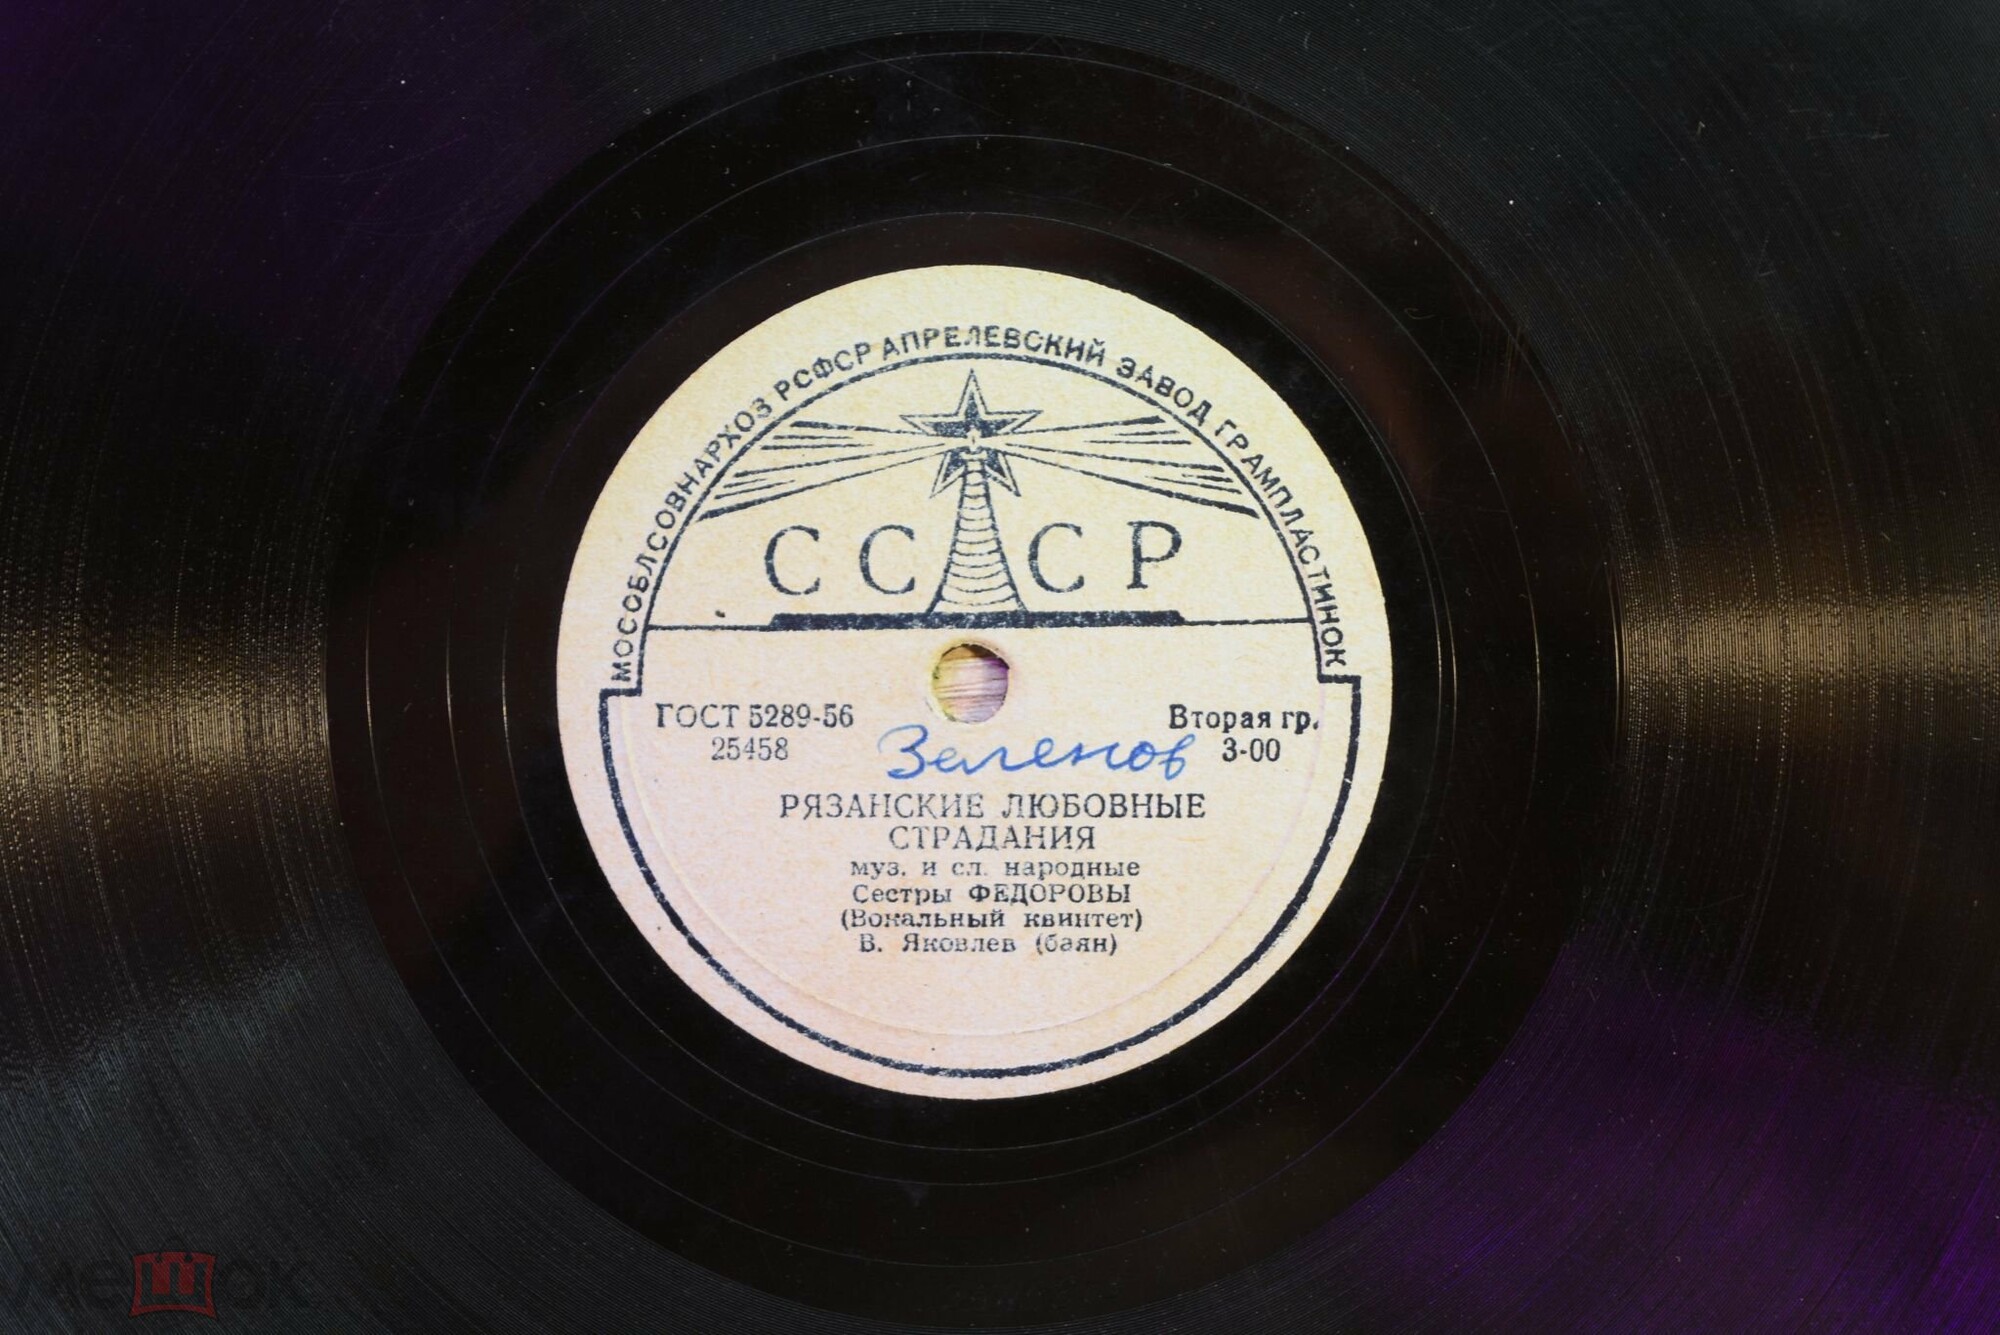 МОСОБЛСОВНАРХОЗ РСФСР АПРЕЛЕВСКИЙ ЗАВОД ГРАМПЛАСТИНОК
СССР
ГОСТ 5289-56 Вторая гр.
25458 3-00
Зеленов
РЯЗАНСКИЕ ЛЮБОВНЫЕ
СТРАДАНИЯ
муз. и сл. народные
Сестры ФЕДОРОВЫ
(Вокальный квинтет)
В. Яковлев (баян)
мешок